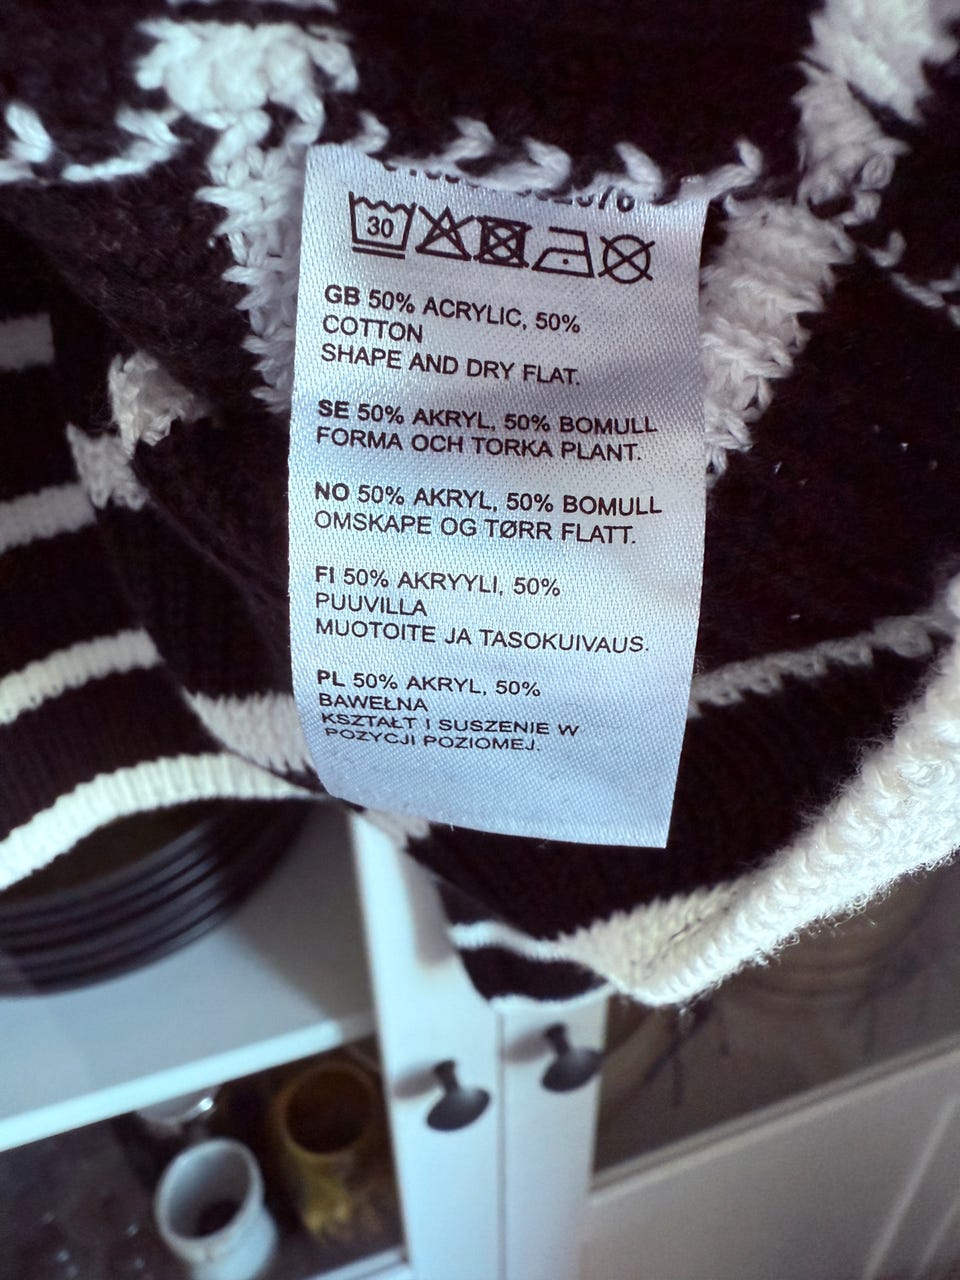 30
GB 50% ACRYLIC, 50%
COTTON
SHAPE AND DRY FLAT.
SE 50% AKRYL, 50% BOMULL
FORMA OCH TORKA PLANT.
NO 50% AKRYL, 50% BOMULL
OMSKAPE OG TØRR FLATT.
FI 50% AKRYYLI, 50%
PUUVILLA
MUOTOITE JA TASOKUIVAUS.
PL 50% AKRYL, 50%
BAWEŁNA
KSZTAŁT I SUSZENIE W
POZYCJI POZIOMEJ.